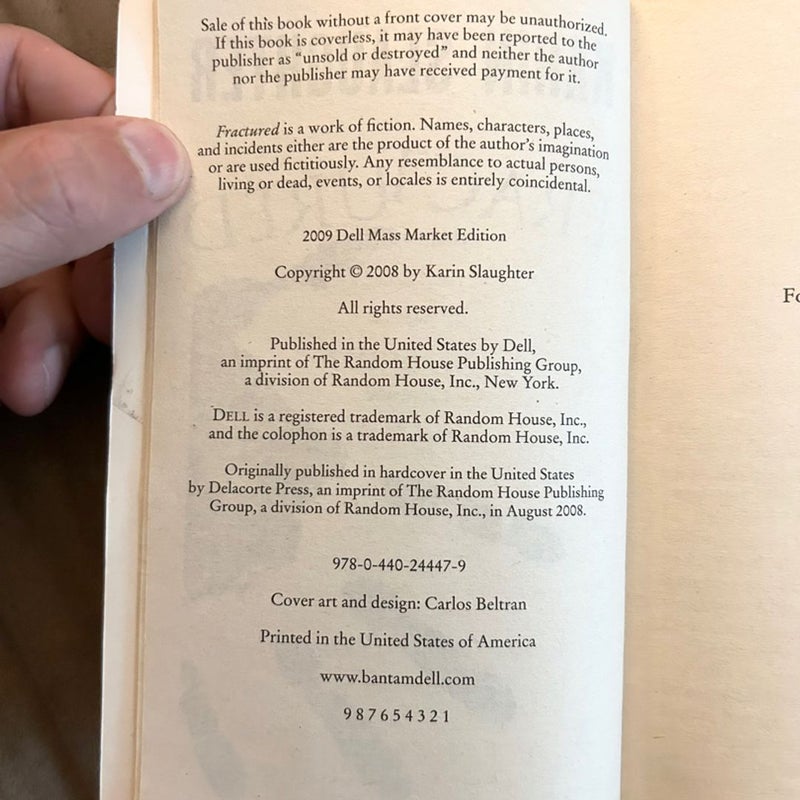 Sale of this book without a front cover may be unauthorized.
If this book is coverless, it may have been reported to the
publisher as “unsold or destroyed” and neither the author
nor the publisher may have received payment for it.
Fractured is a work of fiction. Names, characters, places,
and incidents either are the product of the author’s imagination
or are used fictitiously. Any resemblance to actual persons,
living or dead, events, or locales is entirely coincidental.
2009 Dell Mass Market Edition
Copyright © 2008 by Karin Slaughter
All rights reserved.
Published in the United States by Dell,
an imprint of The Random House Publishing Group,
a division of Random House, Inc., New York.
DELL is a registered trademark of Random House, Inc.,
and the colophon is a trademark of Random House, Inc.
Originally published in hardcover in the United States
by Delacorte Press, an imprint of The Random House Publishing
Group, a division of Random House, Inc., in August 2008.
978-0-440-24447-9
Cover art and design: Carlos Beltran
Printed in the United States of America
www.bantamdell.com
9 8 7 6 5 4 3 2 1